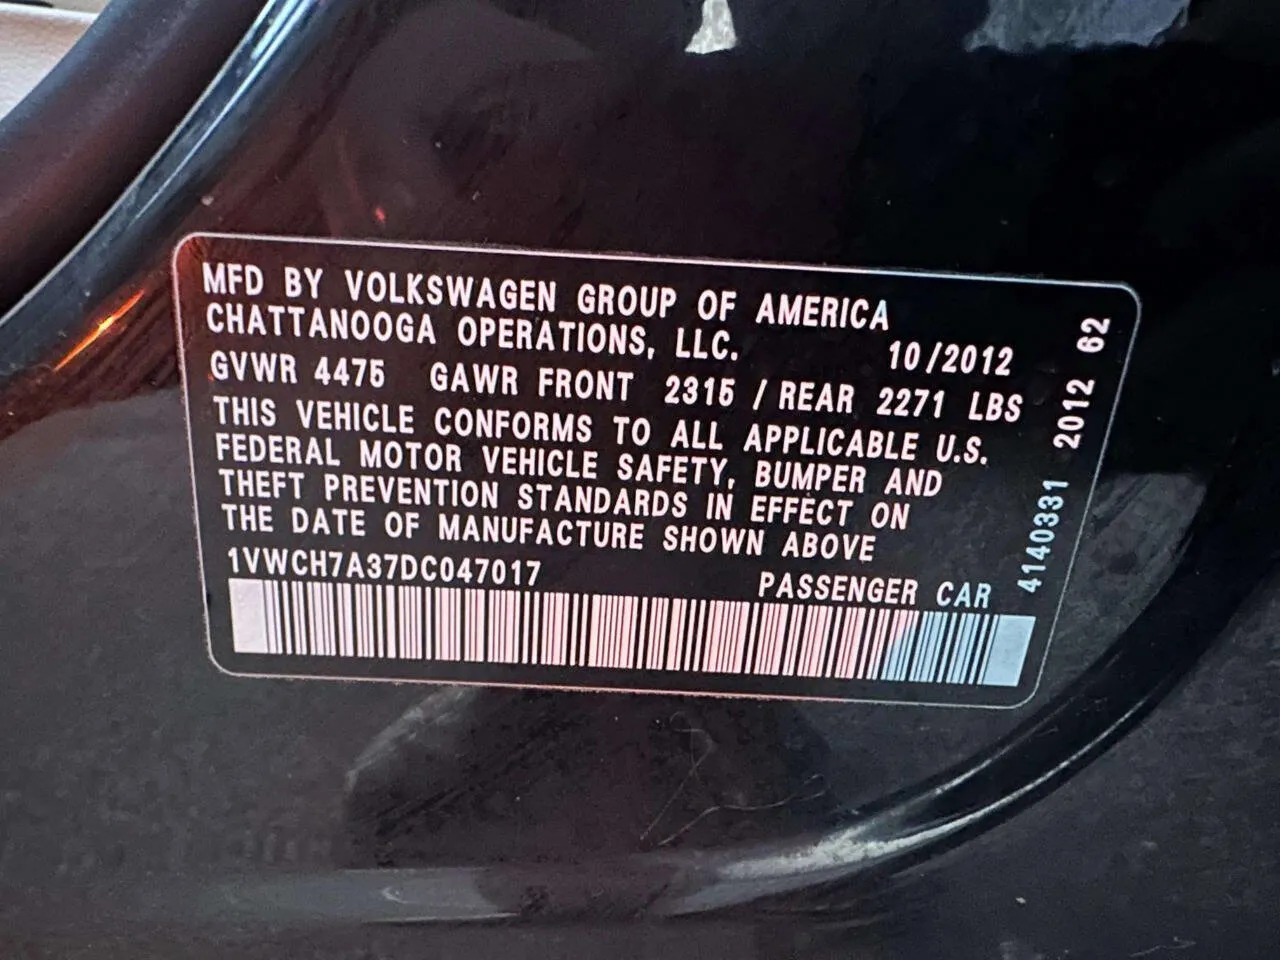 MFD BY VOLKSWAGEN GROUP OF AMERICA
CHATTANOOGA OPERATIONS, LLC. 10/2012
GVWR 4475 GAWR FRONT 2315 / REAR 2271 LBS
THIS VEHICLE CONFORMS TO ALL APPLICABLE U.S.
FEDERAL MOTOR VEHICLE SAFETY, BUMPER AND
THEFT PREVENTION STANDARDS IN EFFECT ON
THE DATE OF MANUFACTURE SHOWN ABOVE
1VWCH7A37DC047017 PASSENGER CAR
4140331 2012 62